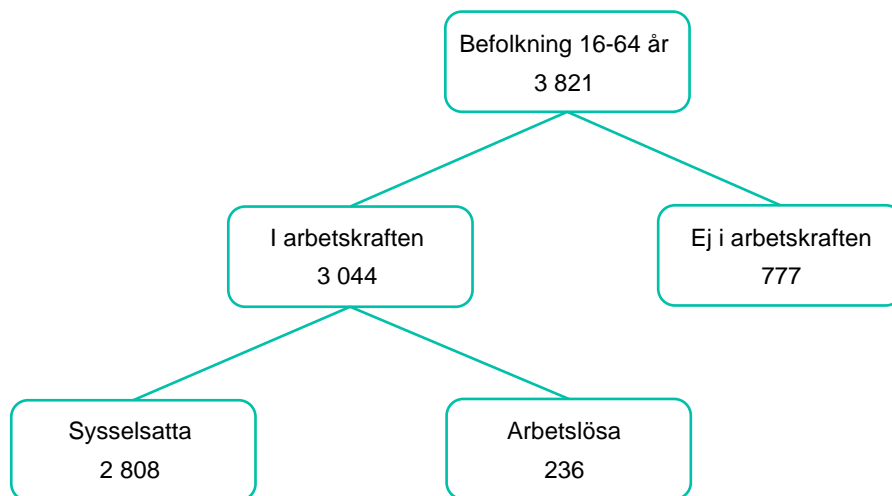 Befolkning 16-64 år
3 821
I arbetskraften
3 044
Ej i arbetskraften
777
Sysselsatta
2 808
Arbetslösa
236